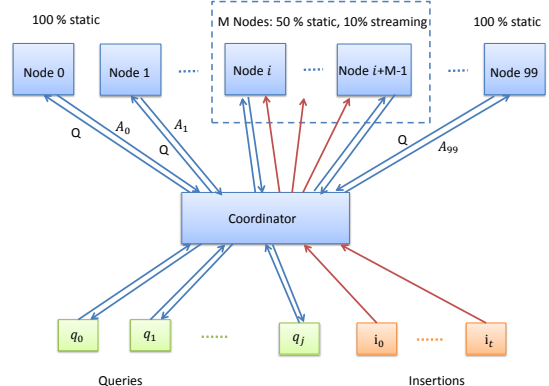 100 % static
M Nodes: 50 % static, 10% streaming
100 % static
Node 0
Node 1
......
Node i
......
Node i+M-1
......
Node 99
Q
A₀
Q
A₁
Q
A₉₉
Coordinator
q₀
q₁
......
qⱼ
i₀
......
iₜ
Queries
Insertions